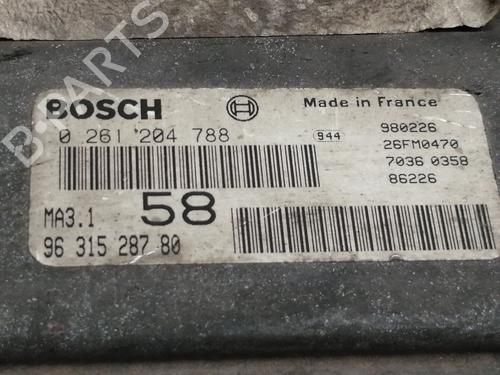 B-PARTS
BOSCH
Made in France
0 261 204 788
944
980226
26FM0470
7036 0358
86226
MA3.1
58
96 315 287 80